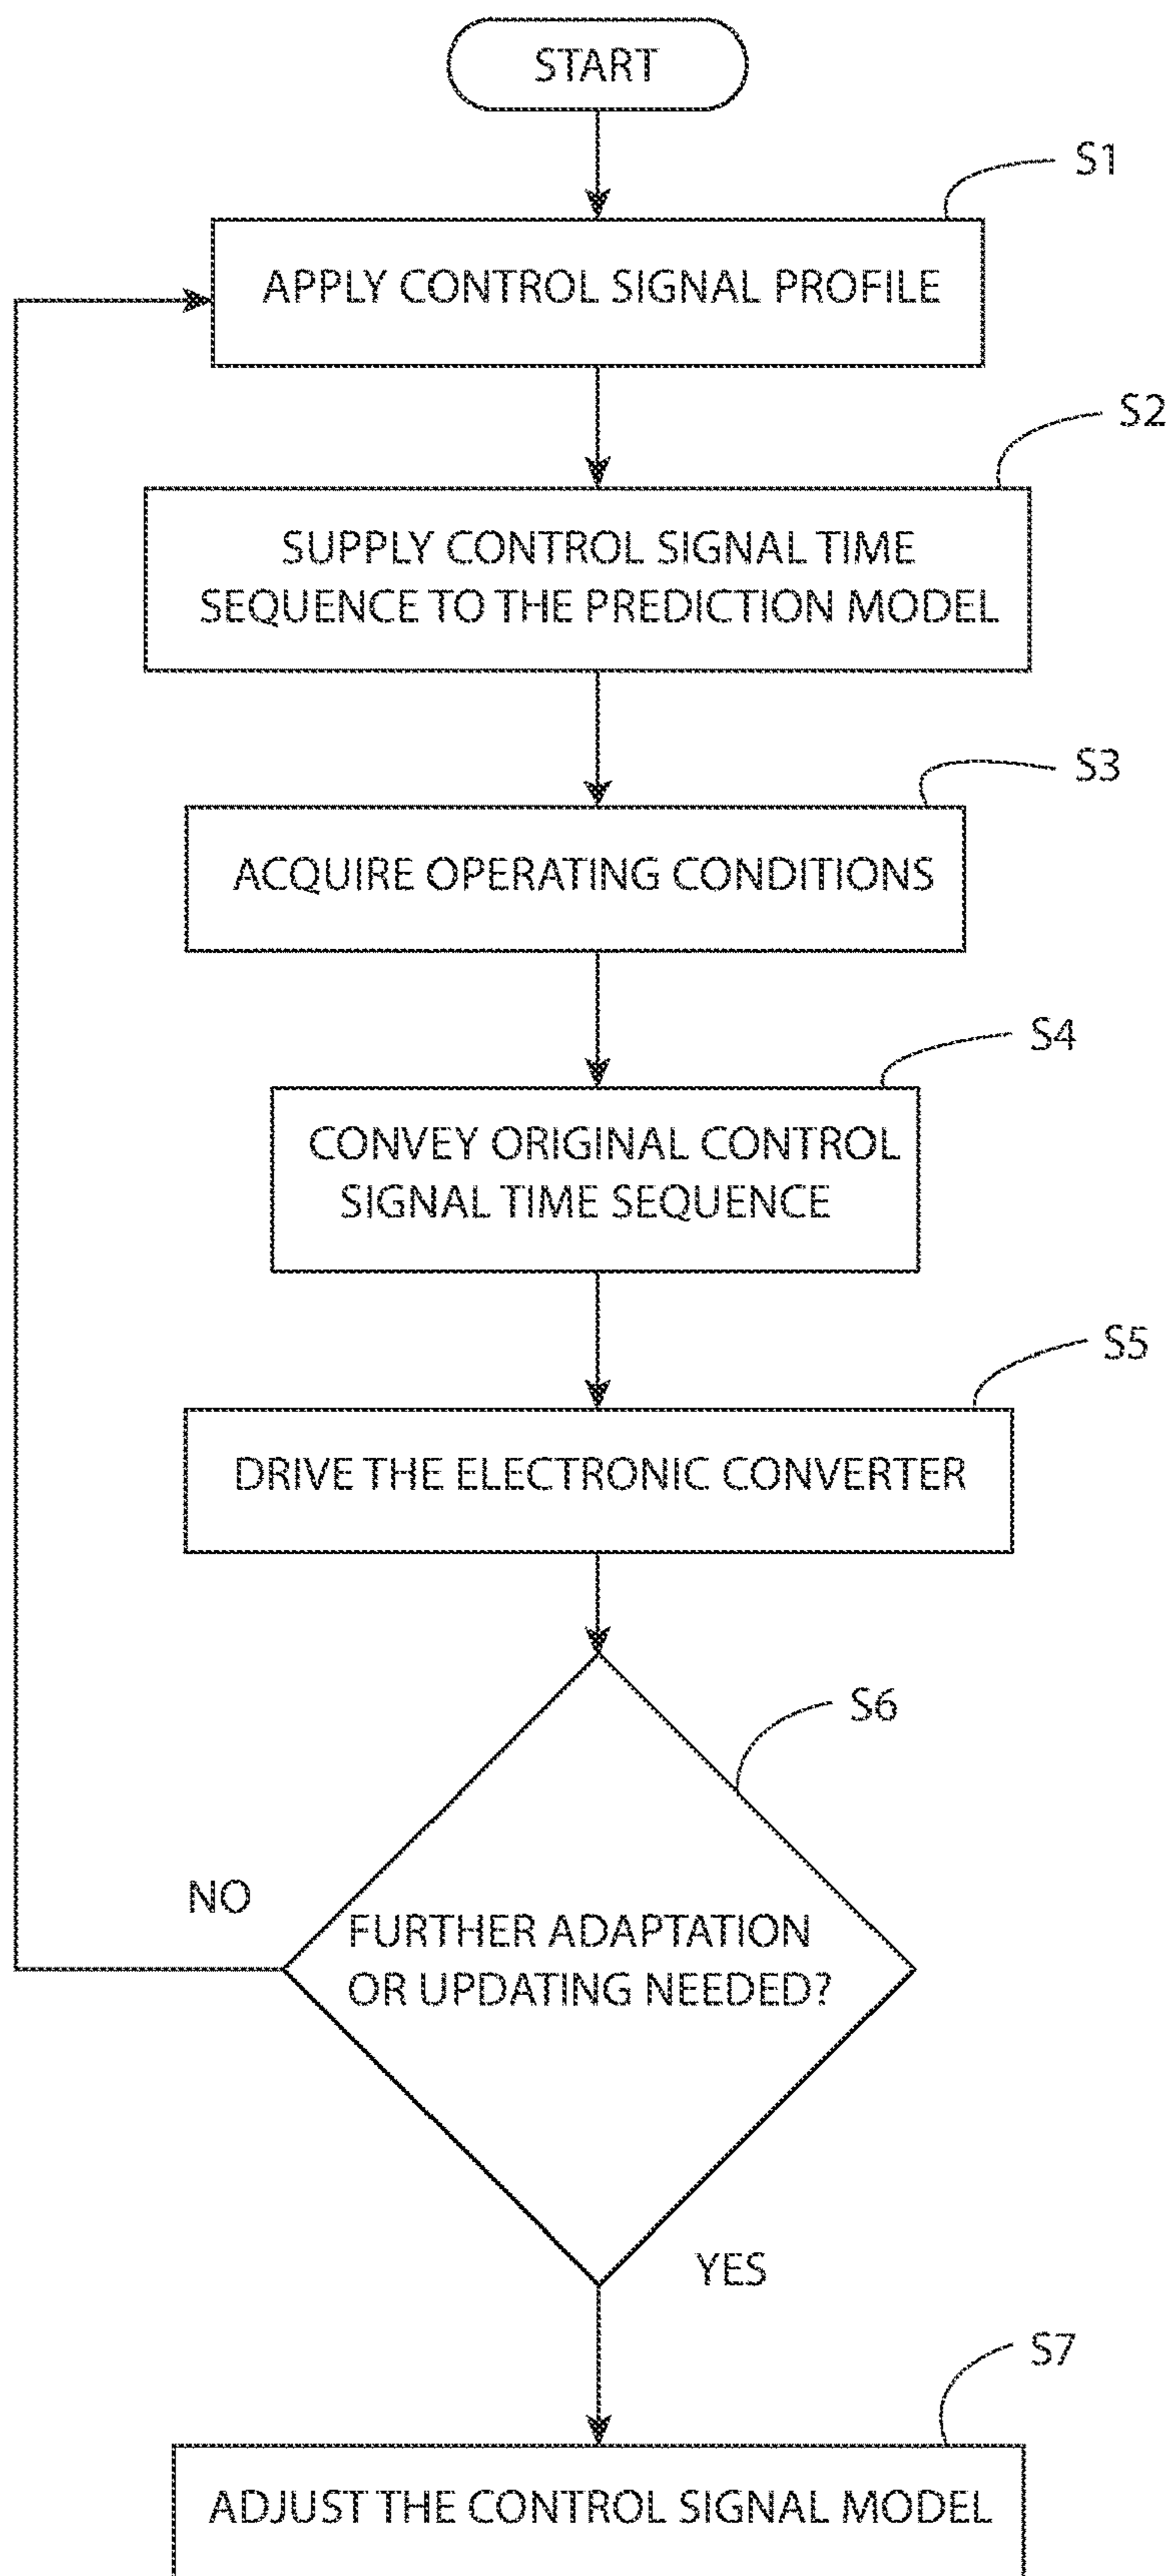 START
S1
APPLY CONTROL SIGNAL PROFILE
S2
SUPPLY CONTROL SIGNAL TIME
SEQUENCE TO THE PREDICTION MODEL
S3
ACQUIRE OPERATING CONDITIONS
S4
CONVEY ORIGINAL CONTROL
SIGNAL TIME SEQUENCE
S5
DRIVE THE ELECTRONIC CONVERTER
S6
NO
FURTHER ADAPTATION
OR UPDATING NEEDED?
YES
S7
ADJUST THE CONTROL SIGNAL MODEL